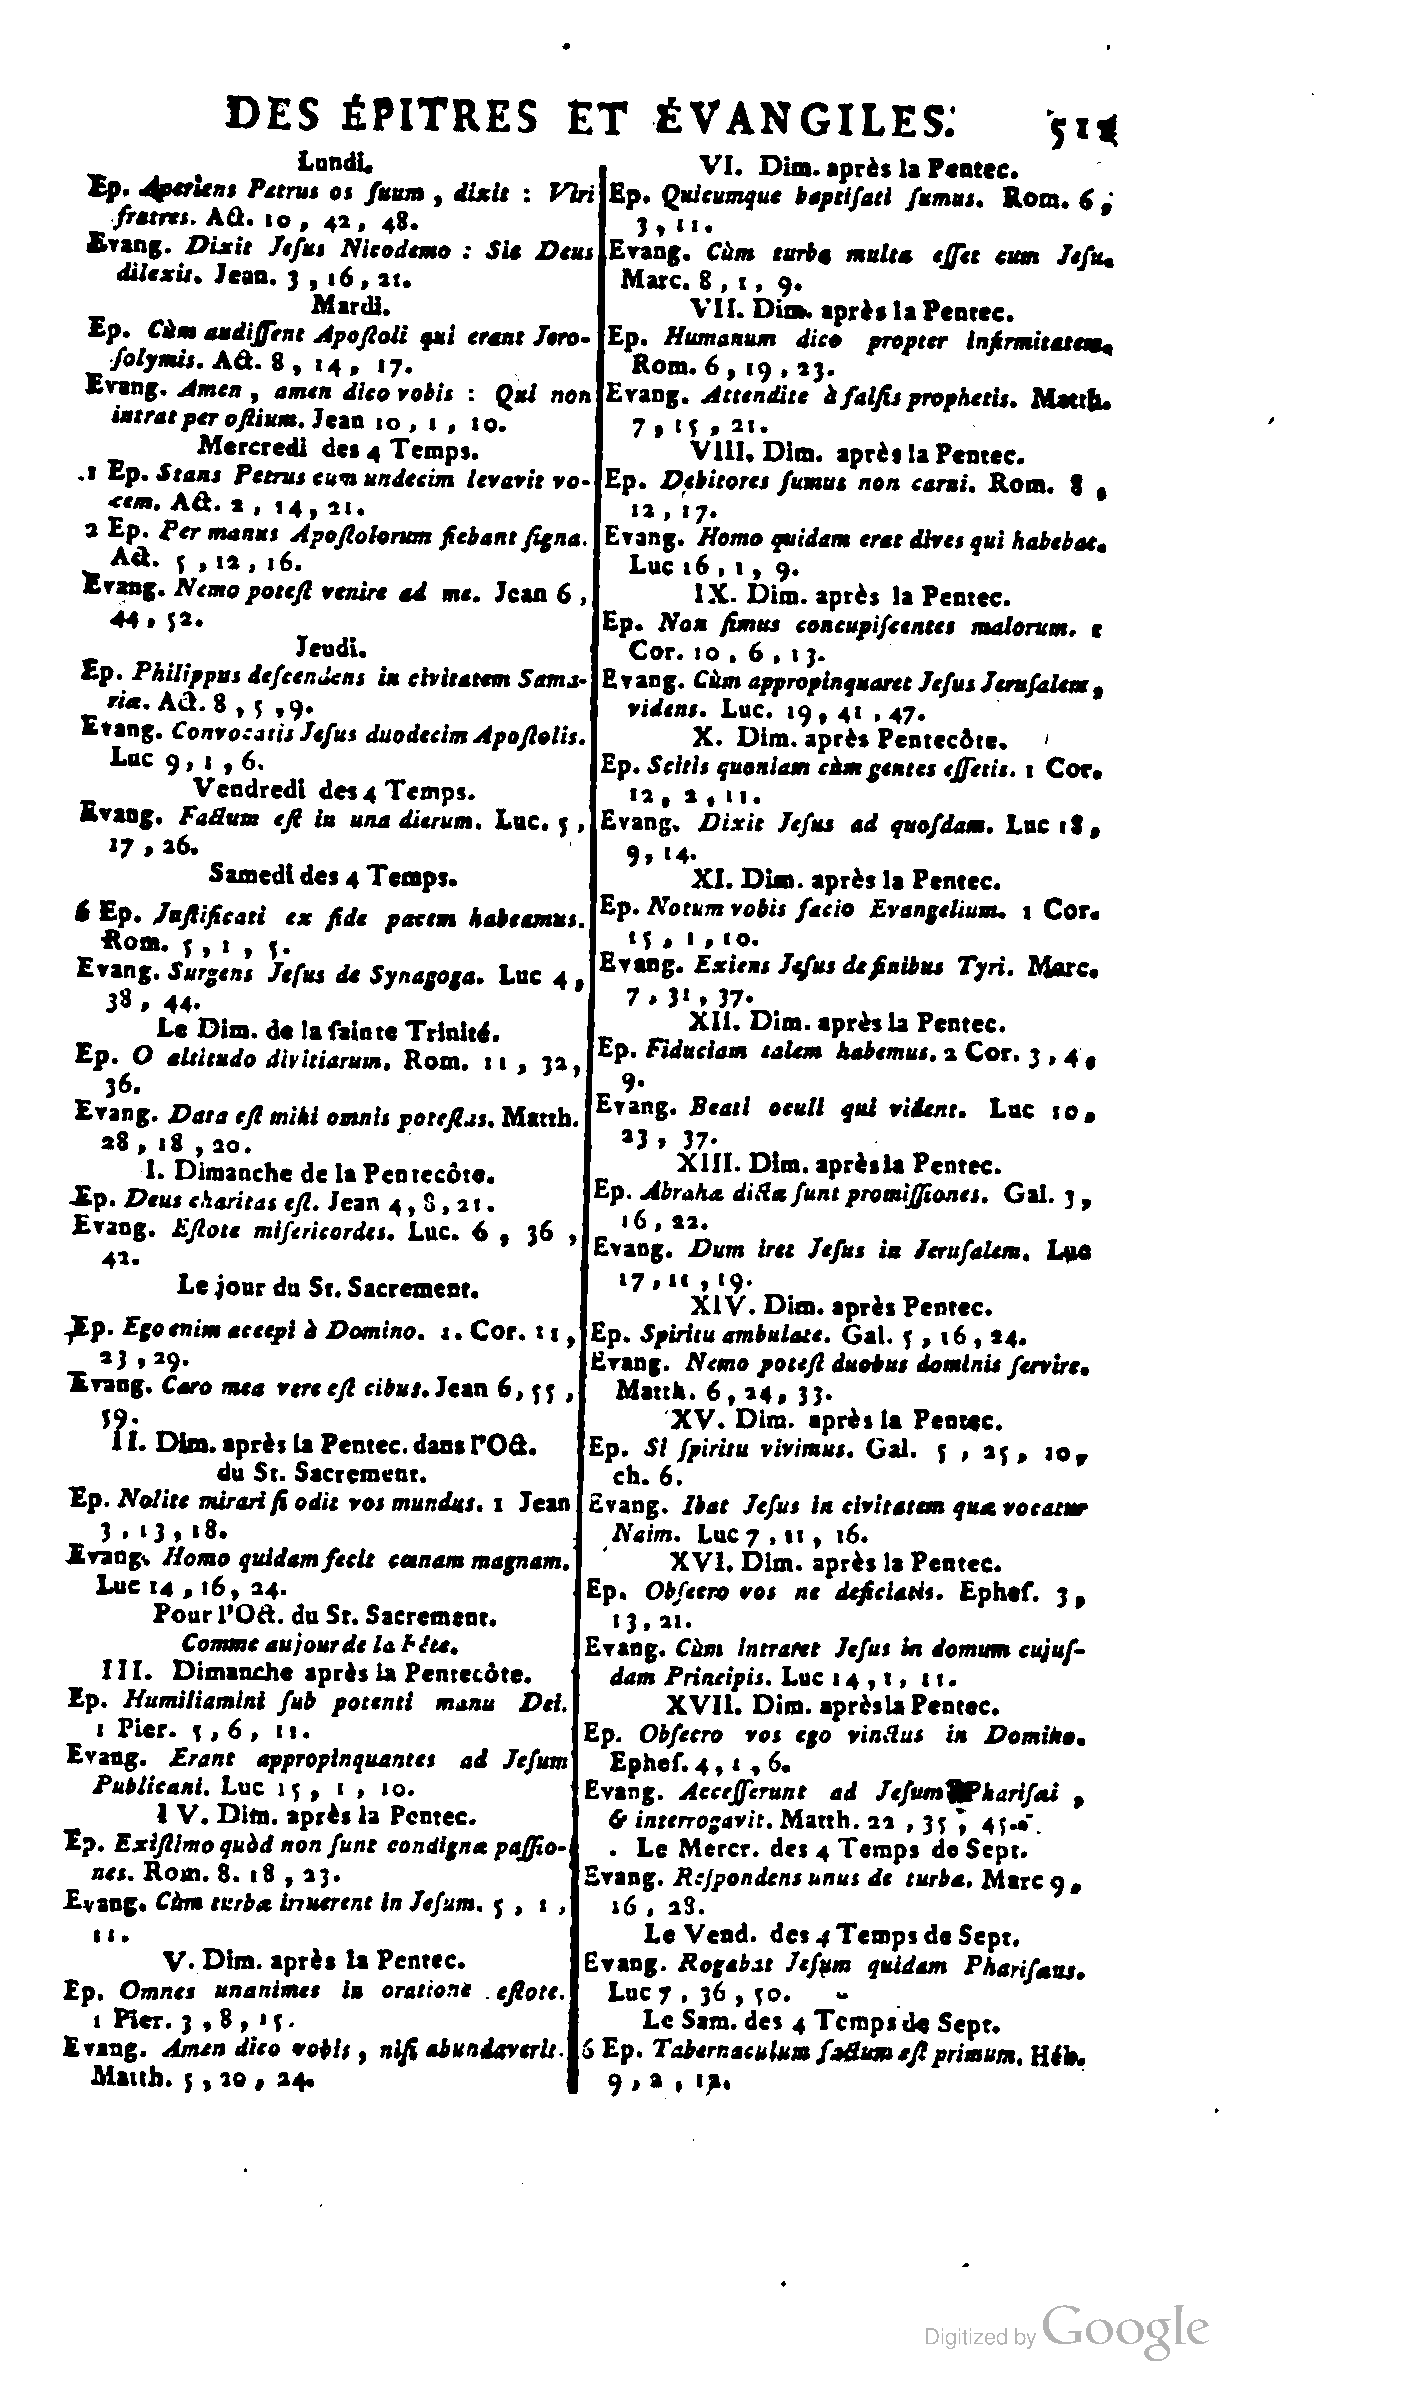 DES ÉPITRES ET ÉVANGILES.
Lundi.
Ep. Aperiens Petrus os ſuum, dixit : Viri
fratres. Act. 10, 42, 48.
Evang. Dixit Jeſus Nicodemo : Sic Deus
dilexit. Jean. 3, 16, 21.
Mardi.
Ep. Cùm audiſſent Apoſtoli qui erant Jero-
ſolymis. Act. 8, 14, 17.
Evang. Amen, amen dico vobis : Qui non
intrat per oſtium. Jean 10, 1, 10.
Mercredi des 4 Temps.
1 Ep. Stans Petrus cum undecim levavit vo-
cem. Act. 2, 14, 21.
2 Ep. Per manus Apoſtolorum fiebant ſigna.
Act. 5, 12, 16.
Evang. Nemo poteſt venire ad me. Jean 6,
44, 52.
Jeudi.
Ep. Philippus deſcendens in civitatem Sama-
riæ. Act. 8, 5, 9.
Evang. Convocatis Jeſus duodecim Apoſtolis.
Luc 9, 1, 6.
Vendredi des 4 Temps.
Evang. Factum eſt in una dierum. Luc. 5,
17, 26.
Samedi des 4 Temps.
6 Ep. Juſtificati ex fide pacem habeamus.
Rom. 5, 1, 5.
Evang. Surgens Jeſus de Synagoga. Luc 4,
38, 44.
Le Dim. de la ſainte Trinité.
Ep. O altitudo divitiarum. Rom. 11, 32,
36.
Evang. Data eſt mihi omnis poteſtas. Matth.
28, 18, 20.
I. Dimanche de la Pentecôte.
Ep. Deus charitas eſt. Jean 4, 8, 21.
Evang. Eſtote miſericordes. Luc. 6, 36,
42.
Le jour du St. Sacrement.
Ep. Ego enim accepi à Domino. 1. Cor. 11,
23, 29.
Evang. Caro mea vere eſt cibus. Jean 6, 55,
59.
II. Dim. après la Pentec. dans l'Oct.
du St. Sacrement.
Ep. Nolite mirari ſi odit vos mundus. 1 Jean
3, 13, 18.
Evang. Homo quidam fecit cœnam magnam.
Luc 14, 16, 24.
Pour l'Oct. du St. Sacrement.
Comme au jour de la Fête.
III. Dimanche après la Pentecôte.
Ep. Humiliamini ſub potenti manu Dei.
1 Pier. 5, 6, 11.
Evang. Erant appropinquantes ad Jeſum
Publicani. Luc 15, 1, 10.
IV. Dim. après la Pentec.
Ep. Exiſtimo quòd non ſunt condignæ paſſio-
nes. Rom. 8. 18, 23.
Evang. Cùm turbæ irruerent in Jeſum. 5, 1,
11.
V. Dim. après la Pentec.
Ep. Omnes unanimes in oratione eſtote.
1 Pier. 3, 8, 15.
Evang. Amen dico vobis, niſi abundaverit.
Matth. 5, 20, 24.
VI. Dim. après la Pentec.
Ep. Quicumque baptiſati ſumus. Rom. 6,
3, 11.
Evang. Cùm turba multa eſſet cum Jeſu.
Marc. 8, 1, 9.
VII. Dim. après la Pentec.
Ep. Humanum dico propter infirmitatem.
Rom. 6, 19, 23.
Evang. Attendite à falſis prophetis. Matth.
7, 15, 21.
VIII. Dim. après la Pentec.
Ep. Debitores ſumus non carni. Rom. 8,
12, 17.
Evang. Homo quidam erat dives qui habebat.
Luc 16, 1, 9.
IX. Dim. après la Pentec.
Ep. Non ſimus concupiſcentes malorum. 1
Cor. 10, 6, 13.
Evang. Cùm appropinquaret Jeſus Jeruſalem,
videns. Luc. 19, 41, 47.
X. Dim. après Pentecôte.
Ep. Scitis quoniam cùm gentes eſſetis. 1 Cor.
12, 2, 11.
Evang. Dixit Jeſus ad quoſdam. Luc 18,
9, 14.
XI. Dim. après la Pentec.
Ep. Notum vobis facio Evangelium. 1 Cor.
15, 1, 10.
Evang. Exiens Jeſus de finibus Tyri. Marc.
7, 31, 37.
XII. Dim. après la Pentec.
Ep. Fiduciam talem habemus. 2 Cor. 3, 4,
9.
Evang. Beati oculi qui vident. Luc 10,
23, 37.
XIII. Dim. après la Pentec.
Ep. Abrahæ dictæ ſunt promiſſiones. Gal. 3,
16, 22.
Evang. Dum iret Jeſus in Jeruſalem. Luc
17, 11, 19.
XIV. Dim. après Pentec.
Ep. Spiritu ambulate. Gal. 5, 16, 24.
Evang. Nemo poteſt duobus dominis ſervire.
Matth. 6, 24, 33.
XV. Dim. après la Pentec.
Ep. Si ſpiritu vivimus. Gal. 5, 25, 10,
ch. 6.
Evang. Ibat Jeſus in civitatem quæ vocatur
Naim. Luc 7, 11, 16.
XVI. Dim. après la Pentec.
Ep. Obſecro vos ne deficiatis. Epheſ. 3,
13, 21.
Evang. Cùm intraret Jeſus in domum cujuſ-
dam Principis. Luc 14, 1, 11.
XVII. Dim. après la Pentec.
Ep. Obſecro vos ego vinctus in Domino.
Epheſ. 4, 1, 6.
Evang. Acceſſerunt ad Jeſum Phariſæi,
& interrogavit. Matth. 22, 35, 45.
Le Mercr. des 4 Temps de Sept.
Evang. Reſpondens unus de turba. Marc 9,
16, 28.
Le Vend. des 4 Temps de Sept.
Evang. Rogabat Jeſum quidam Phariſæus.
Luc 7, 36, 50.
Le Sam. des 4 Temps de Sept.
6 Ep. Tabernaculum factum eſt primum. Héb.
9, 2, 12.
Digitized by Google